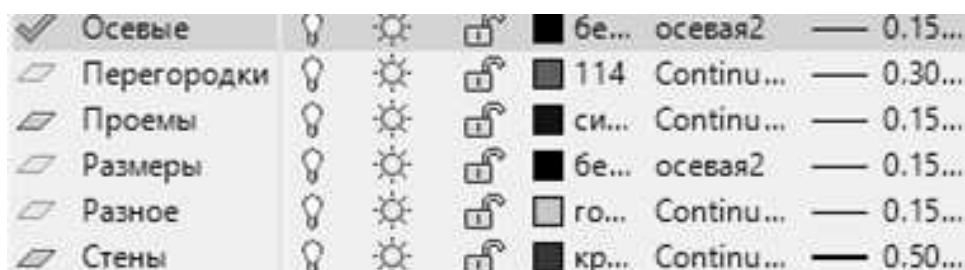 Осевые бе... осевая2 0.15...
Перегородки 114 Continu... 0.30...
Проемы си... Continu... 0.15...
Размеры бе... осевая2 0.15...
Разное го... Continu... 0.15...
Стены кр... Continu... 0.50...